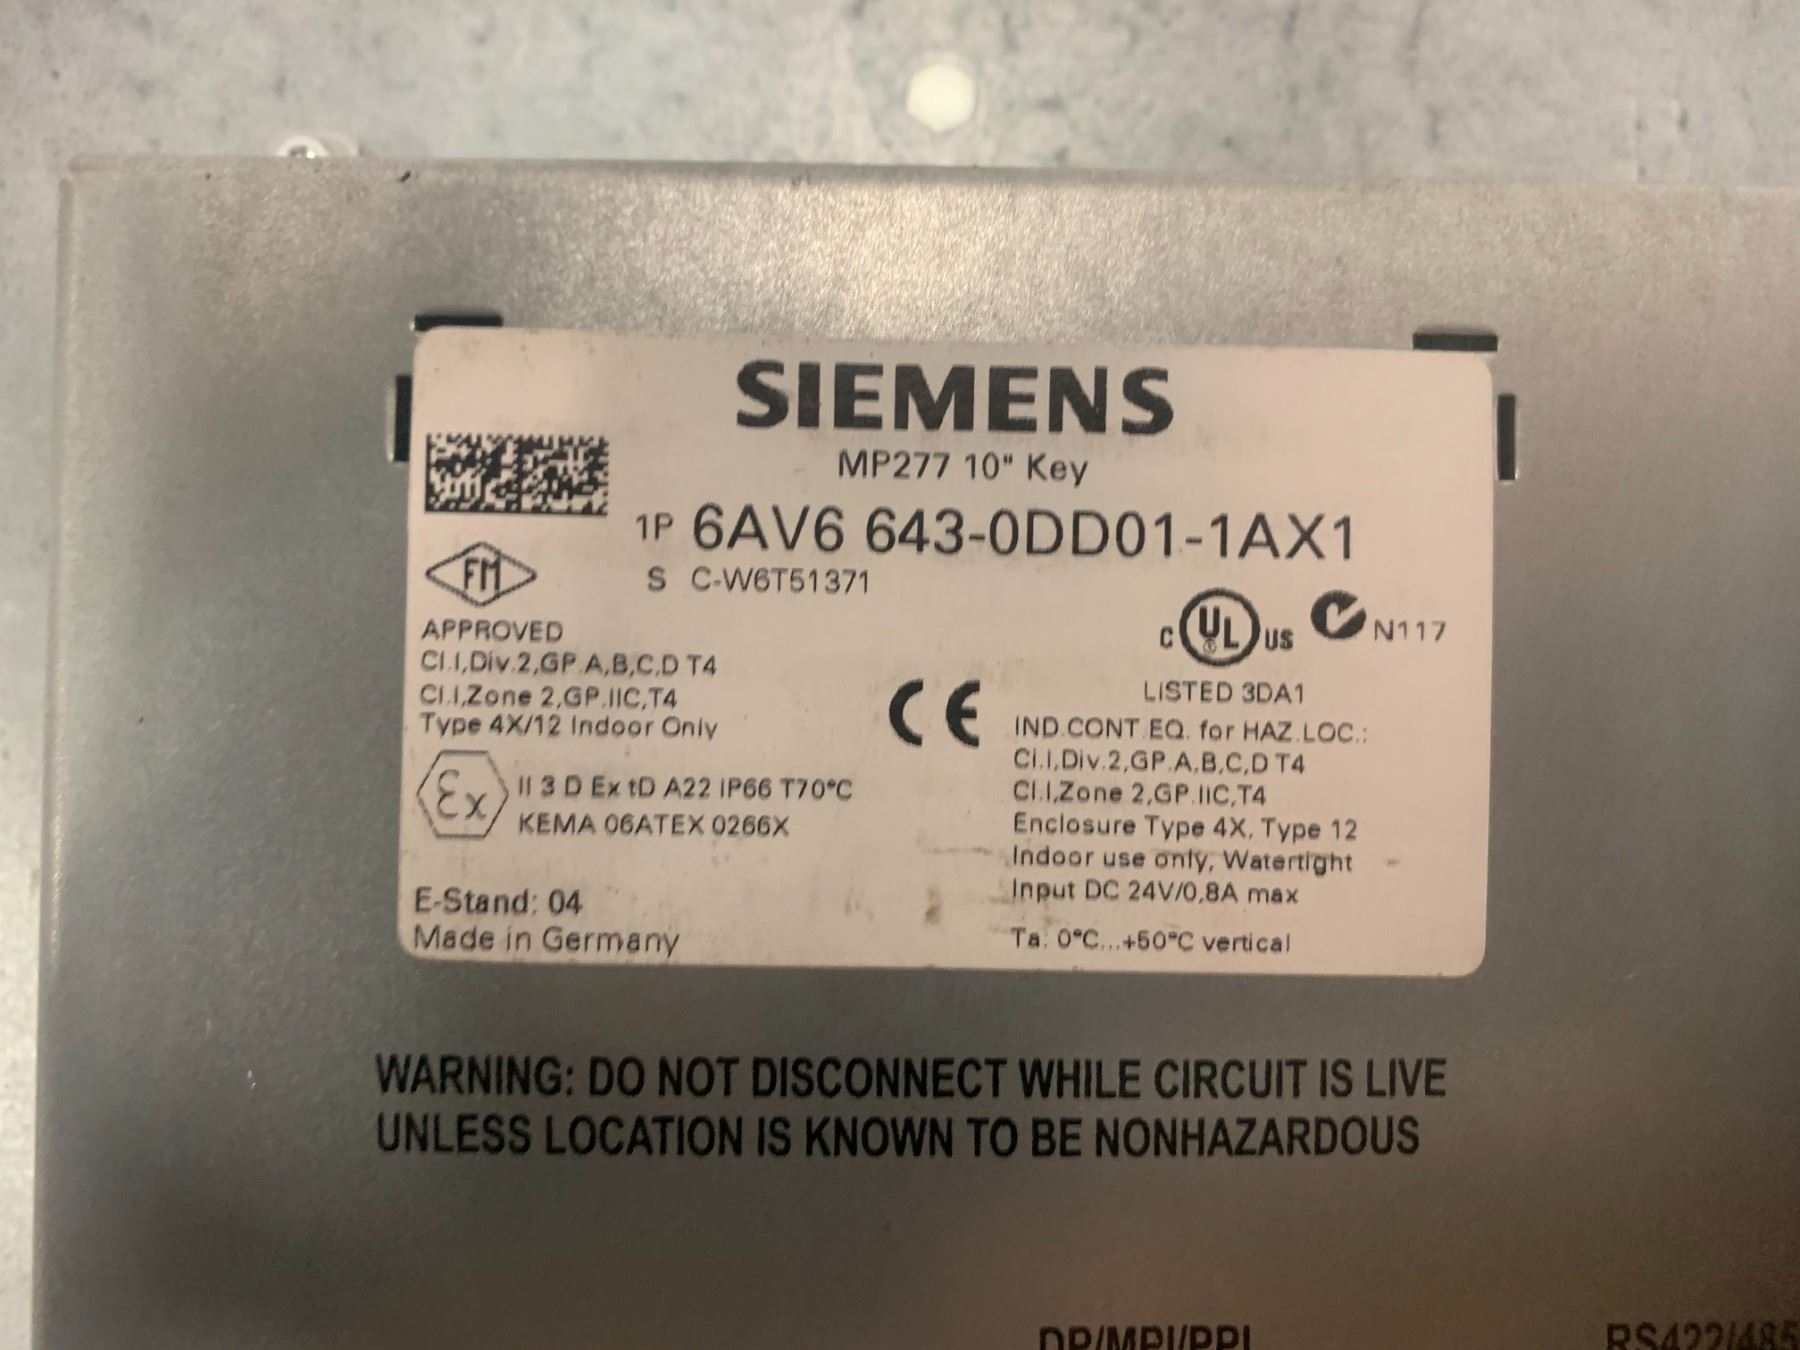 SIEMENS
MP277 10" Key
1P 6AV6 643-0DD01-1AX1
S C-W6T51371
FM
APPROVED
Cl.I,Div.2,GP.A,B,C,D T4
Cl.I,Zone 2,GP.IIC,T4
Type 4X/12 Indoor Only
Ex II 3 D Ex tD A22 IP66 T70°C
KEMA 06ATEX 0266X
E-Stand: 04
Made in Germany
C UL ® US N117
LISTED 3DA1
CE
IND.CONT.EQ. for HAZ.LOC.:
Cl.I,Div.2,GP.A,B,C,D T4
Cl.I,Zone 2,GP.IIC,T4
Enclosure Type 4X, Type 12
Indoor use only, Watertight
Input DC 24V/0,8A max
Ta: 0°C...+50°C vertical
WARNING: DO NOT DISCONNECT WHILE CIRCUIT IS LIVE
UNLESS LOCATION IS KNOWN TO BE NONHAZARDOUS
DP/MPI/PPI
RS422/485